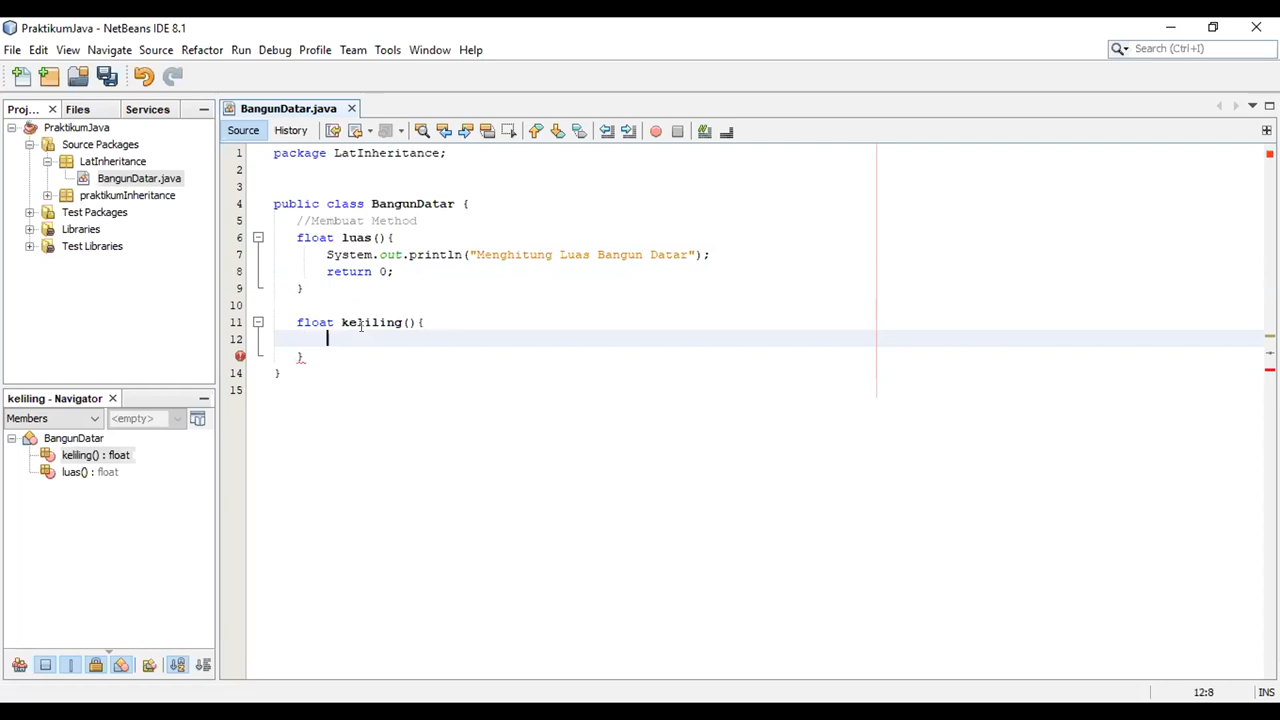 PraktikumJava - NetBeans IDE 8.1
File Edit View Navigate Source Refactor Run Debug Profile Team Tools Window Help
Search (Ctrl+I)
Proj... Files Services
BangunDatar.java
PraktikumJava
Source Packages
LatInheritance
BangunDatar.java
praktikumInheritance
Test Packages
Libraries
Test Libraries
Source History
1 package LatInheritance;
2
3
4 public class BangunDatar {
5 //Membuat Method
6 float luas(){
7 System.out.println("Menghitung Luas Bangun Datar");
8 return 0;
9 }
10
11 float keliling(){
12
}
14 }
15
keliling - Navigator
Members <empty>
BangunDatar
keliling() : float
luas() : float
12:8 INS